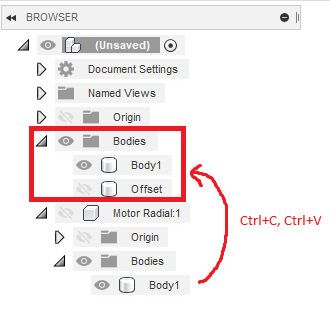 BROWSER
(Unsaved)
Document Settings
Named Views
Origin
Bodies
Body1
Offset
Ctrl+C, Ctrl+V
Motor Radial:1
Origin
Bodies
Body1